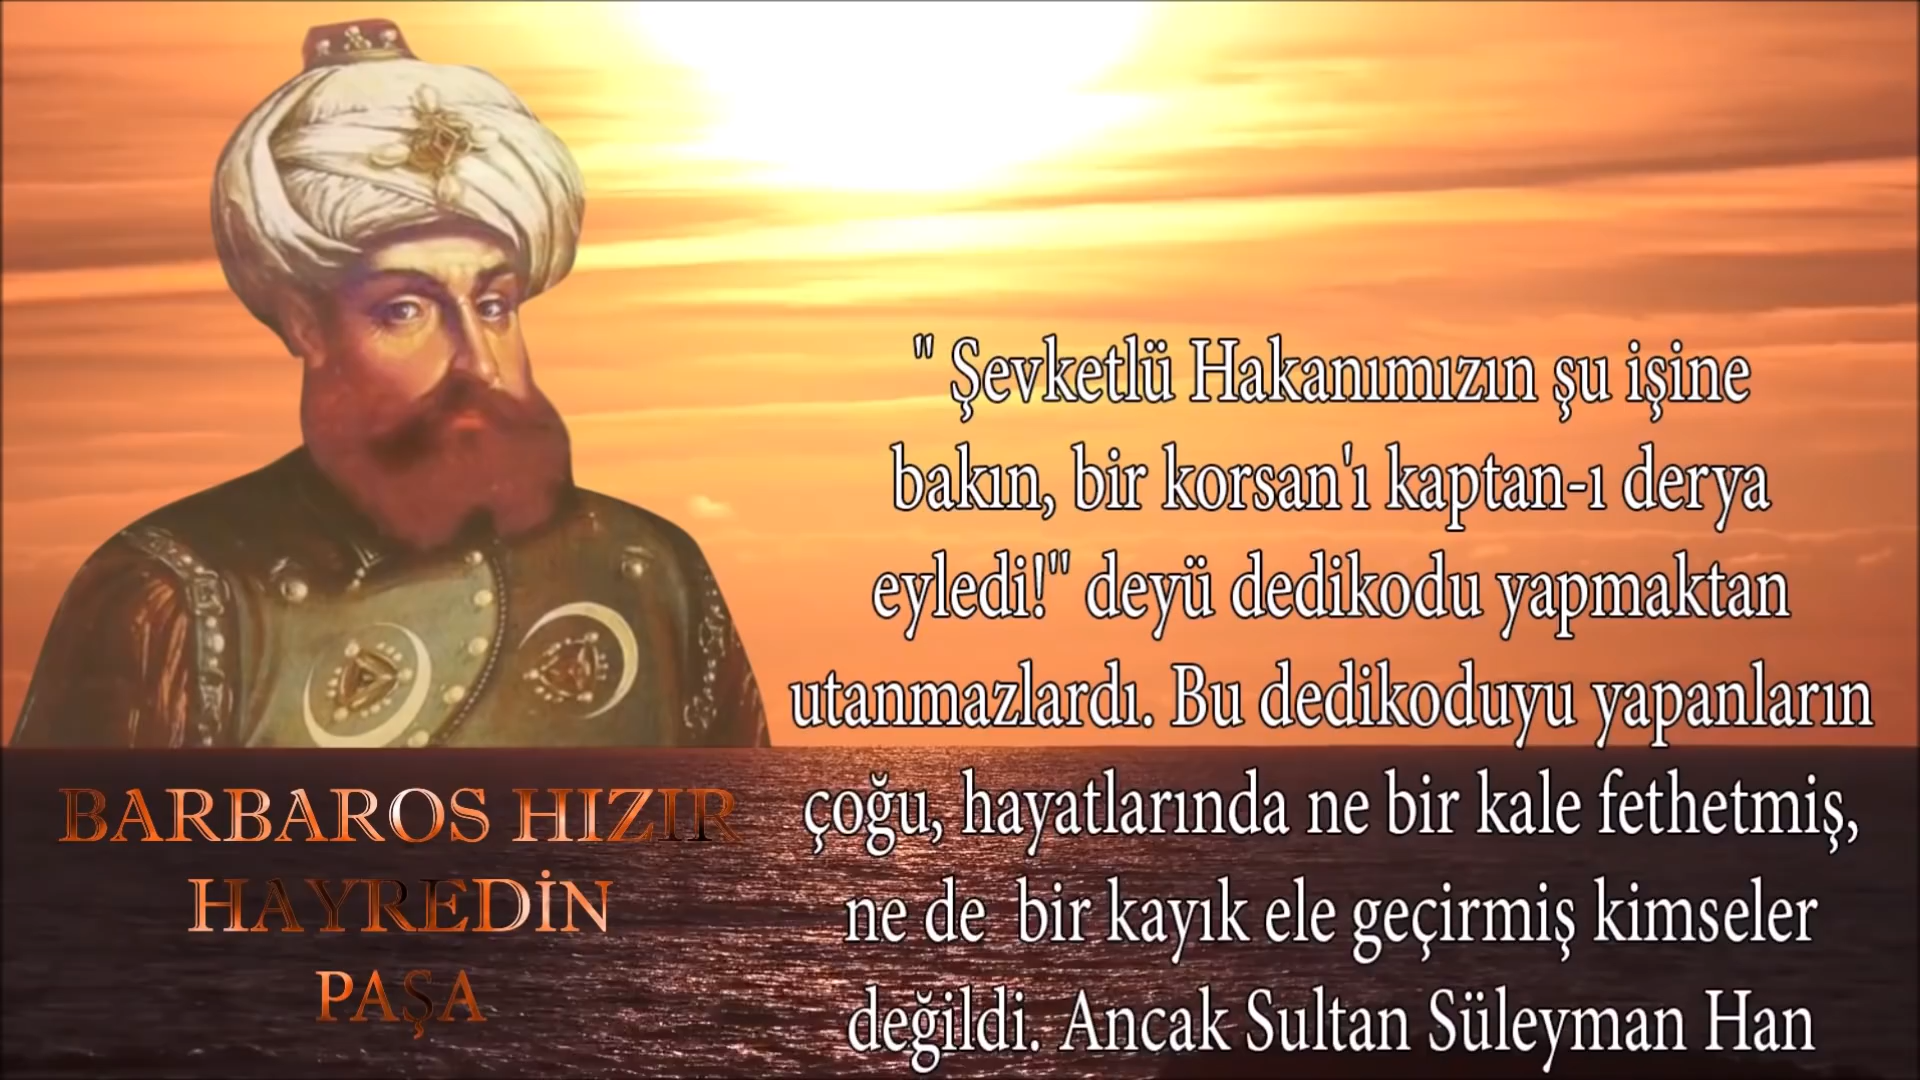 " Şevketlü Hakanımızın şu işine
bakın, bir korsan'ı kaptan-ı derya
eyledi!" deyü dedikodu yapmaktan
utanmazlardı. Bu dedikoduyu yapanların
çoğu, hayatlarında ne bir kale fethetmiş,
ne de bir kayık ele geçirmiş kimseler
değildi. Ancak Sultan Süleyman Han
BARBAROS HIZIR
HAYREDİN
PAŞA